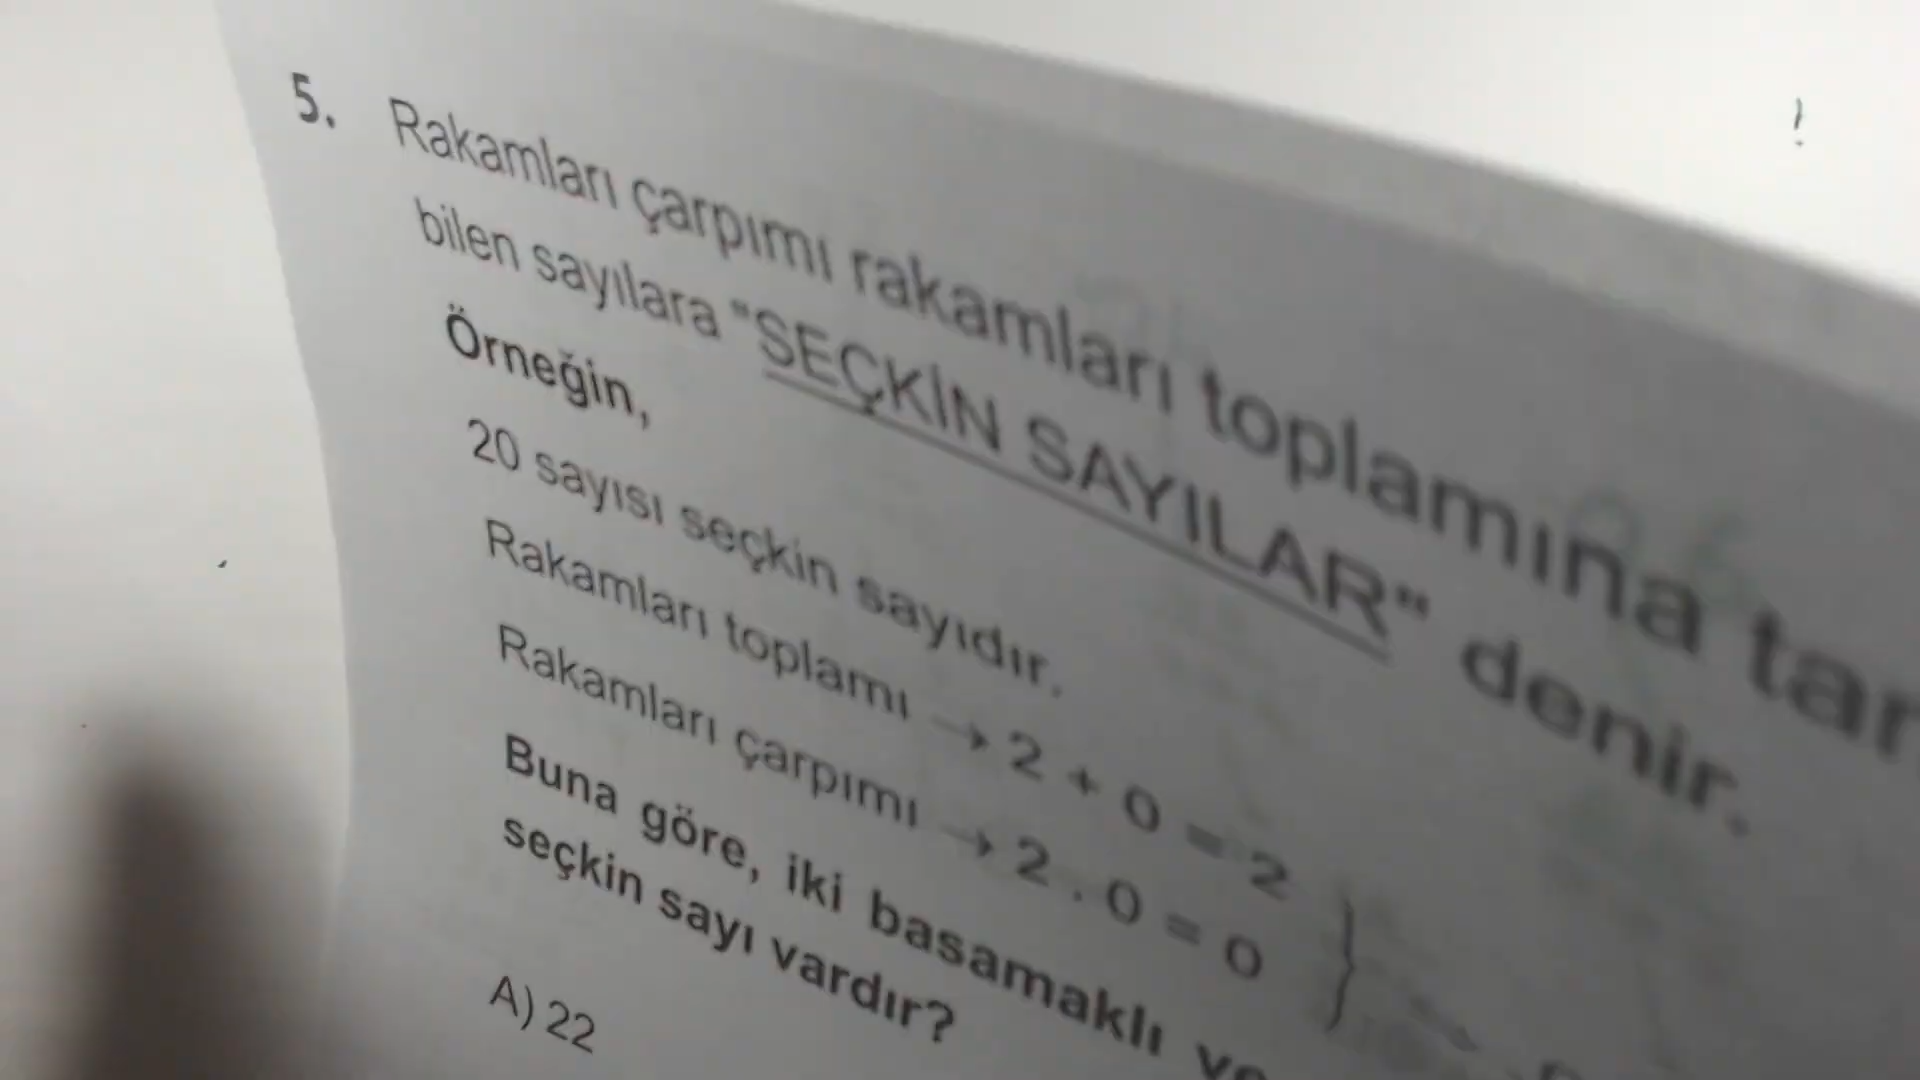 5. Rakamları çarpımı rakamları toplamına
bilen sayılara "SEÇKİN SAYILAR" denir.
Örneğin,
20 sayısı seçkin sayıdır.
Rakamları toplamı → 2 + 0 = 2
Rakamları çarpımı → 2 . 0 = 0
Buna göre, iki basamaklı
seçkin sayı vardır?
A) 22